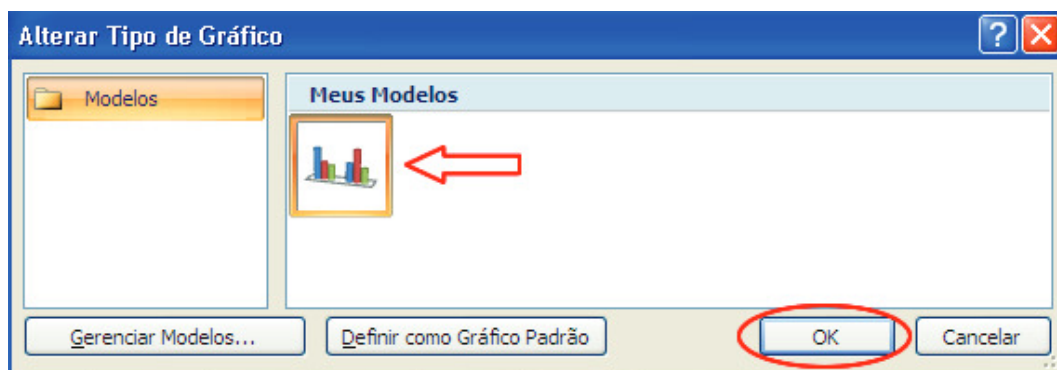 Alterar Tipo de Gráfico
Modelos
Meus Modelos
Gerenciar Modelos...
Definir como Gráfico Padrão
OK
Cancelar